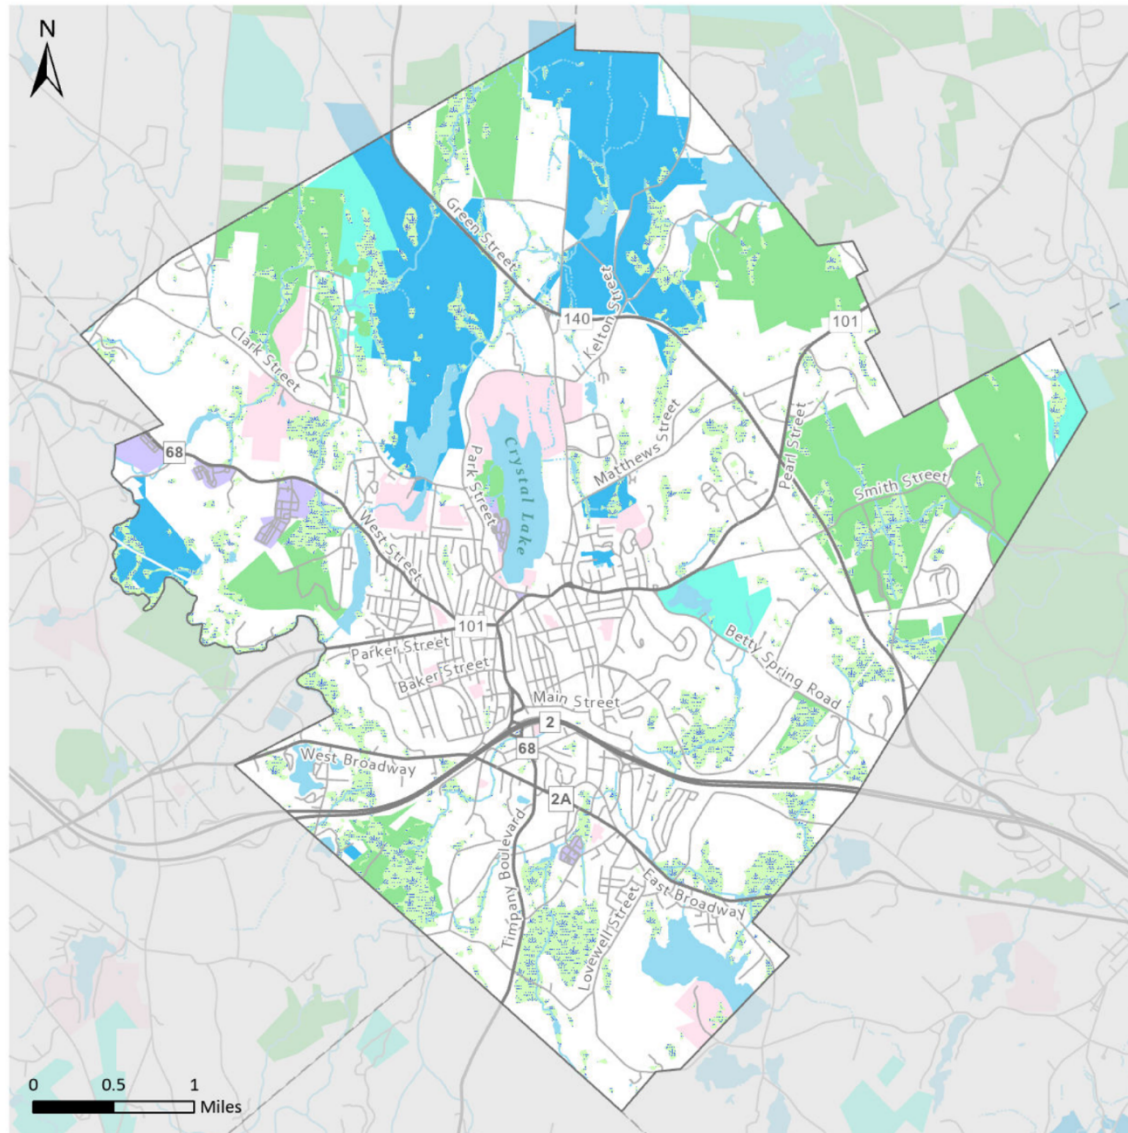 N
Green Street
140
Kelton Street
101
Clark Street
Park Street
Crystal Lake
Matthews Street
Pearl Street
Smith Street
68
West Street
101
Parker Street
Baker Street
Betty Spring Road
Main Street
2
68
West Broadway
2A
Timpany Boulevard
East Broadway
Lovewell Street
0 0.5 1
Miles